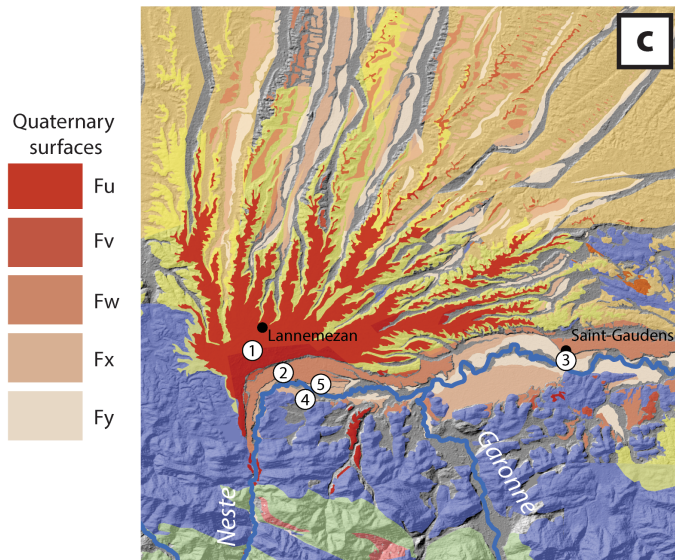 C
Quaternary
surfaces
Fu
Fv
Fw
Fx
Fy
Lannemezan
Saint-Gaudens
1
2
3
4
5
Neste
Garonne